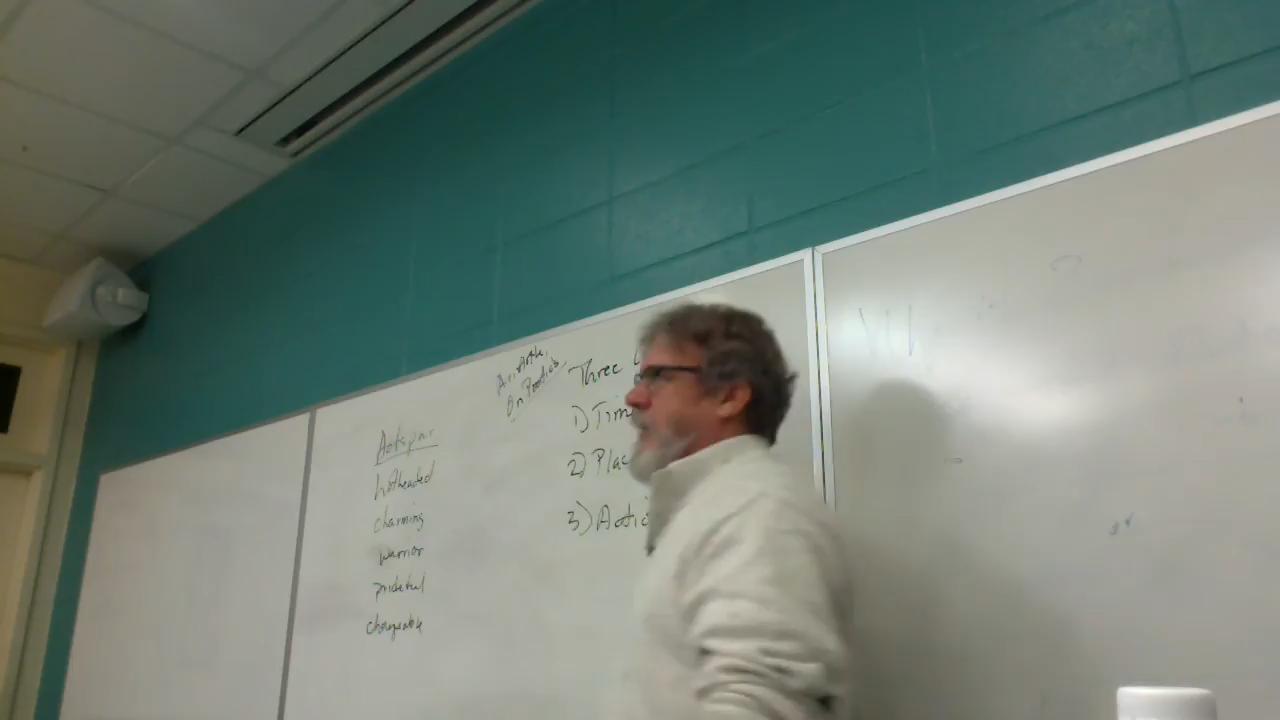 Hotspur
hotheaded
charming
warrior
prideful
changeable
Aristotle,
On Poetics
Three
1) Tim
2) Plac
3) Actio